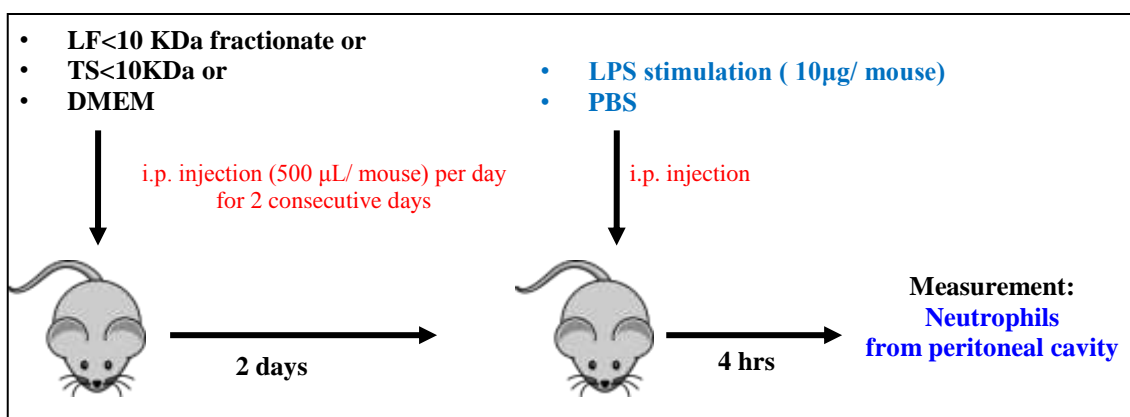 • LF<10 KDa fractionate or
• TS<10KDa or
• DMEM
• LPS stimulation ( 10μg/ mouse)
• PBS
i.p. injection (500 μL/ mouse) per day
for 2 consecutive days
i.p. injection
2 days
4 hrs
Measurement:
Neutrophils
from peritoneal cavity